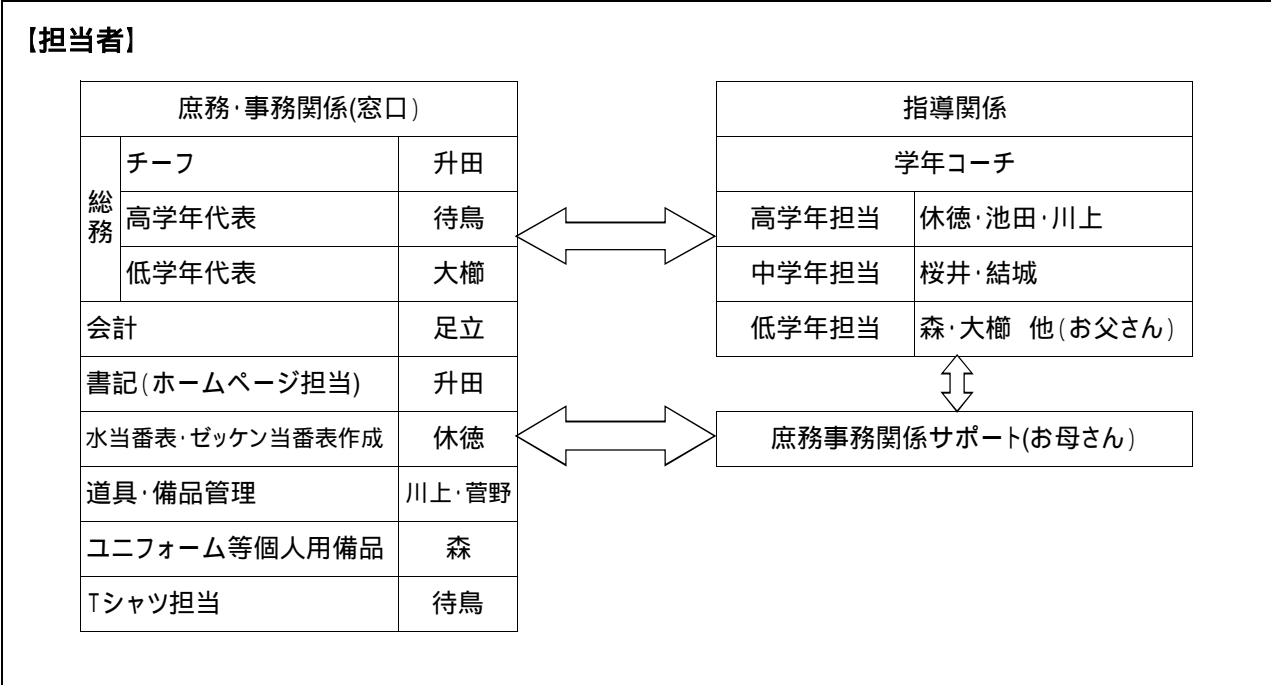 【担当者】
庶務・事務関係(窓口)
総務
チーフ 升田
高学年代表 待鳥
低学年代表 大櫛
会計 足立
書記(ホームページ担当) 升田
水当番表・ゼッケン当番表作成 休徳
道具・備品管理 川上・菅野
ユニフォーム等個人用備品 森
Tシャツ担当 待鳥
指導関係
学年コーチ
高学年担当 休徳・池田・川上
中学年担当 桜井・結城
低学年担当 森・大櫛 他(お父さん)
庶務事務関係サポート(お母さん)